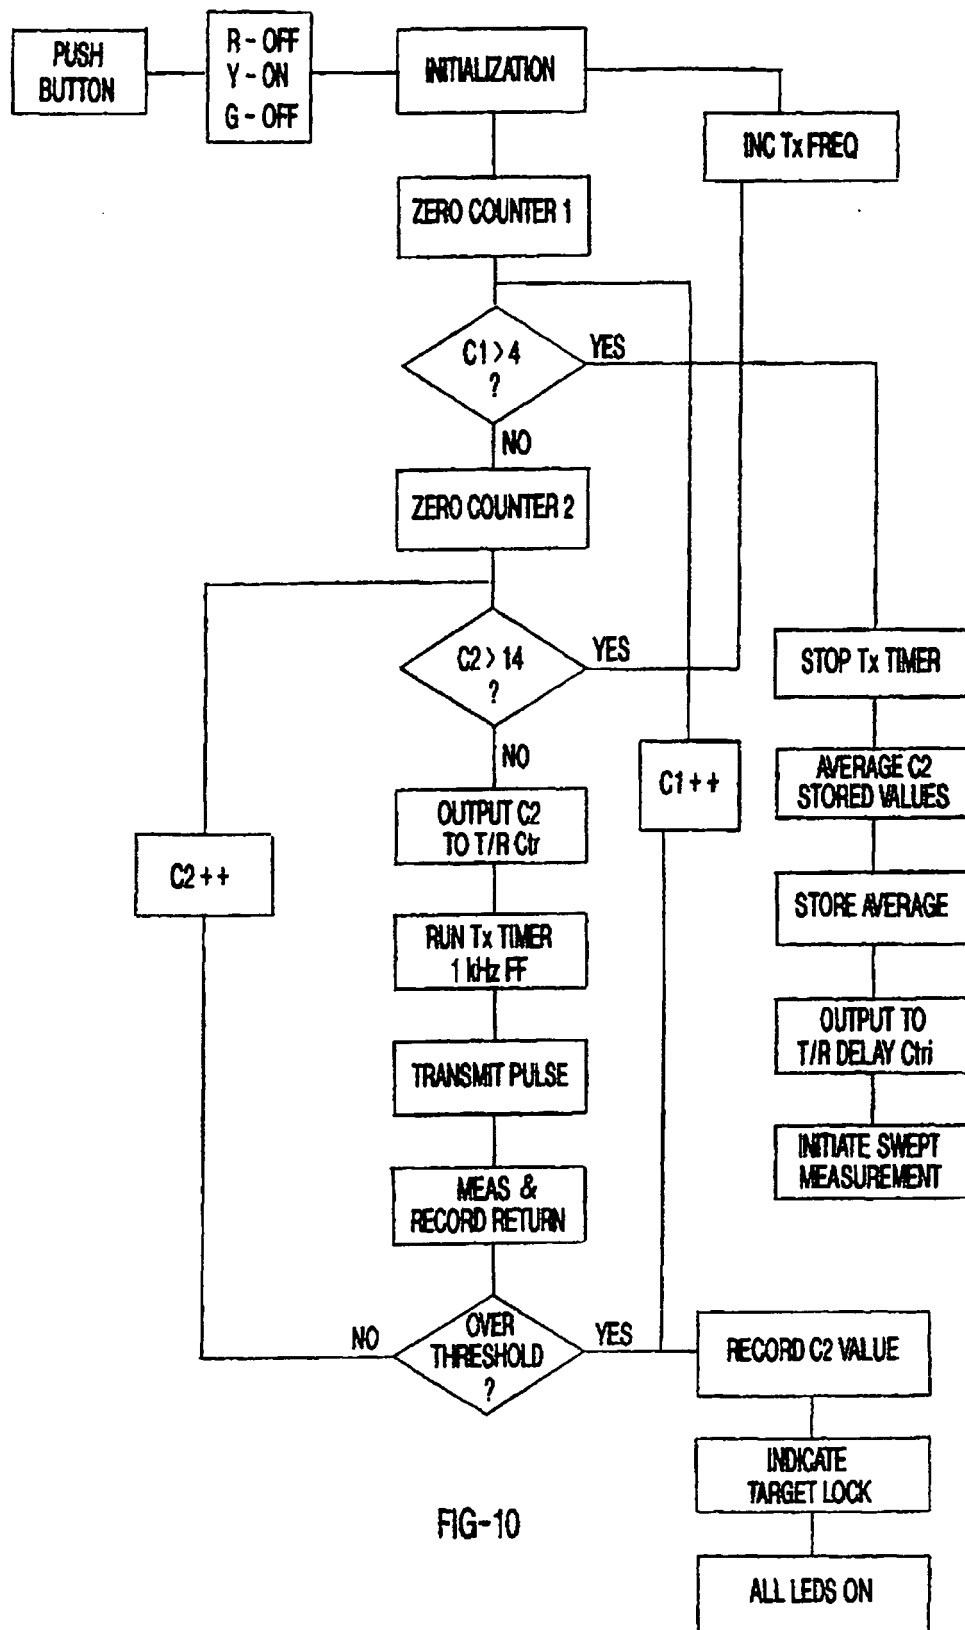 PUSH
BUTTON
R - OFF
Y - ON
G - OFF
INITIALIZATION
INC Tx FREQ
ZERO COUNTER 1
C1 > 4
?
YES
NO
ZERO COUNTER 2
C2 > 14
?
YES
NO
STOP Tx TIMER
C1 + +
AVERAGE C2
STORED VALUES
OUTPUT C2
TO T/R Ctr
C2 + +
STORE AVERAGE
RUN Tx TIMER
1 kHz FF
OUTPUT TO
T/R DELAY Ctri
TRANSMIT PULSE
INITIATE SWEPT
MEASUREMENT
MEAS &
RECORD RETURN
OVER
THRESHOLD
?
NO
YES
RECORD C2 VALUE
INDICATE
TARGET LOCK
FIG-10
ALL LEDS ON